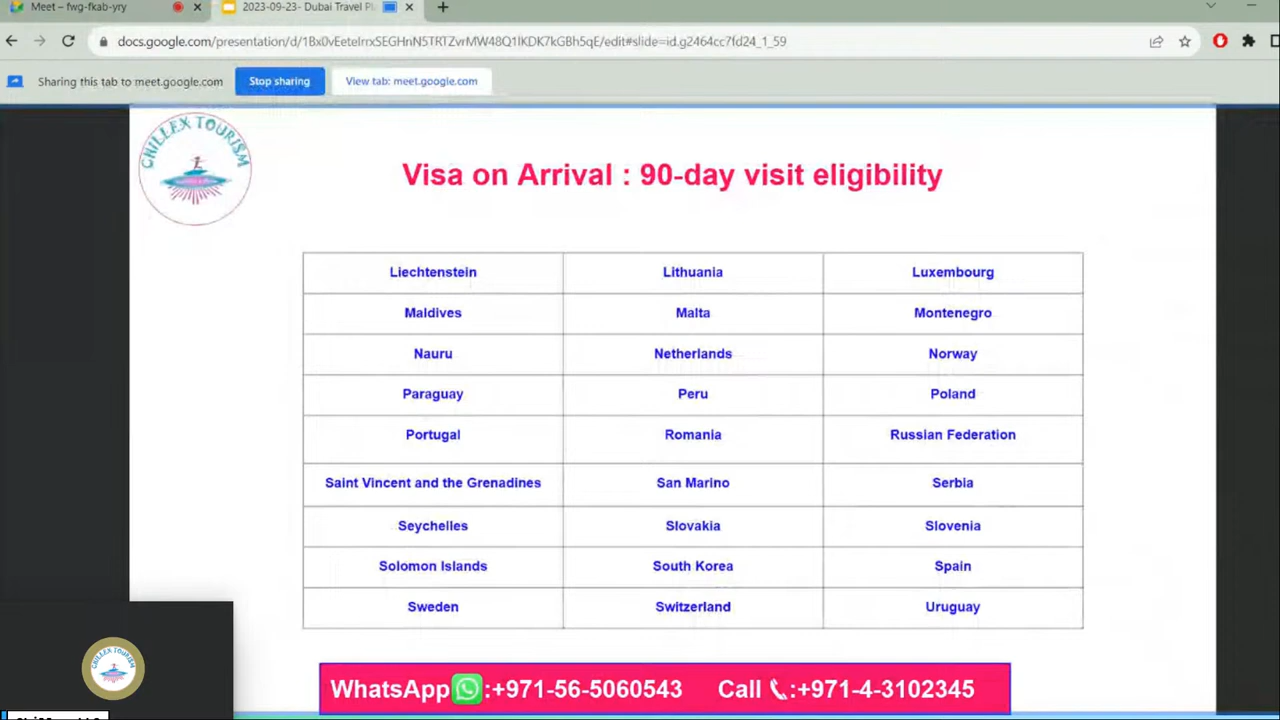 Meet – fwg-fkab-yry
2023-09-23- Dubai Travel Pl
docs.google.com/presentation/d/1Bx0vEeteIrrxSEGHnN5TRTZvrMW48Q1lKDK7kGBh5qE/edit#slide=id.g2464cc7fd24_1_59
Sharing this tab to meet.google.com Stop sharing View tab: meet.google.com
CHILLEX TOURISM
Visa on Arrival : 90-day visit eligibility
Liechtenstein Lithuania Luxembourg
Maldives Malta Montenegro
Nauru Netherlands Norway
Paraguay Peru Poland
Portugal Romania Russian Federation
Saint Vincent and the Grenadines San Marino Serbia
Seychelles Slovakia Slovenia
Solomon Islands South Korea Spain
Sweden Switzerland Uruguay
CHILLEX TOURISM
WhatsApp :+971-56-5060543 Call :+971-4-3102345